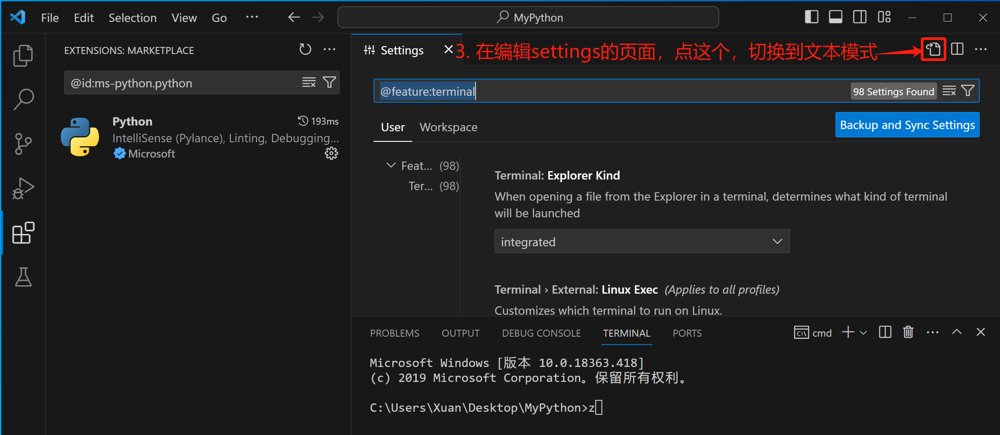 File Edit Selection View Go ···
MyPython
EXTENSIONS: MARKETPLACE
@id:ms-python.python
Python
193ms
IntelliSense (Pylance), Linting, Debugging...
Microsoft
Settings
3. 在编辑settings的页面，点这个，切换到文本模式
@feature:terminal
98 Settings Found
User Workspace
Backup and Sync Settings
Feat... (98)
Ter... (98)
Terminal: Explorer Kind
When opening a file from the Explorer in a terminal, determines what kind of terminal
will be launched
integrated
Terminal › External: Linux Exec (Applies to all profiles)
Customizes which terminal to run on Linux.
PROBLEMS OUTPUT DEBUG CONSOLE TERMINAL PORTS
cmd
Microsoft Windows [版本 10.0.18363.418]
(c) 2019 Microsoft Corporation。保留所有权利。
C:\Users\Xuan\Desktop\MyPython>z